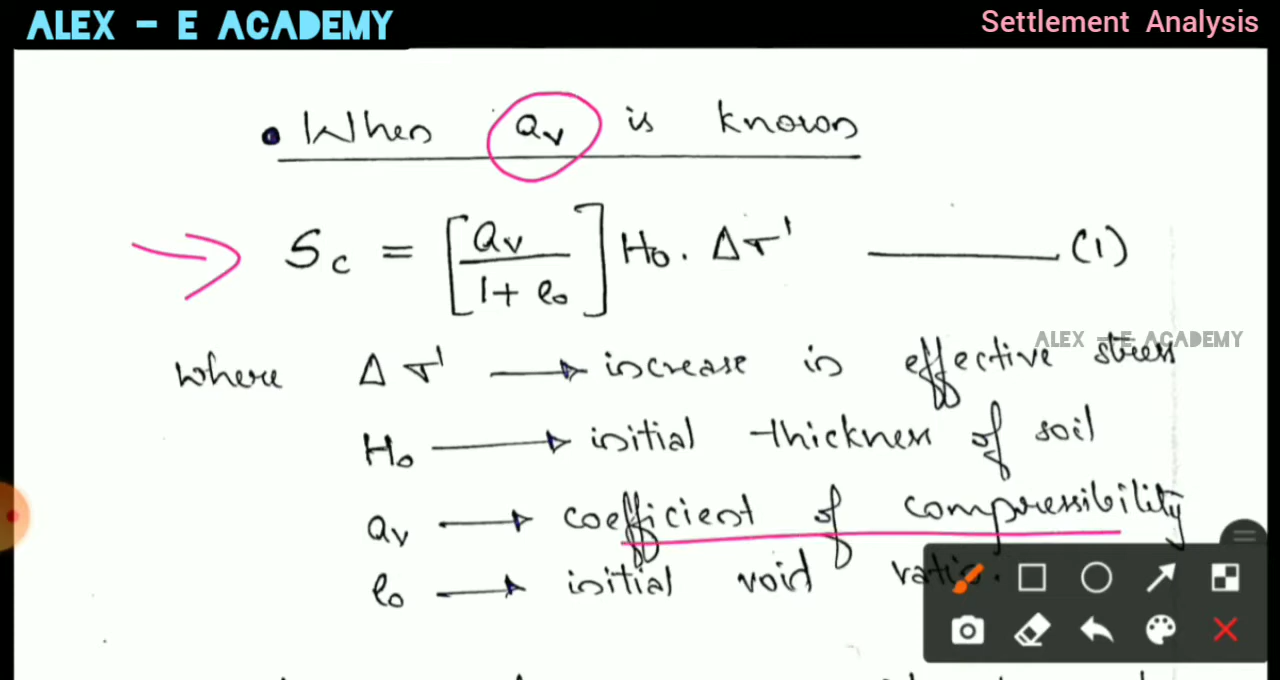 ALEX - E ACADEMY
Settlement Analysis
• When av is known
Sc = [av / 1 + e0] H0. Δσ' ——— (1)
ALEX - E ACADEMY
where Δσ' → increase in effective stress
H0 → initial thickness of soil
av → coefficient of compressibility
e0 → initial void ratio.